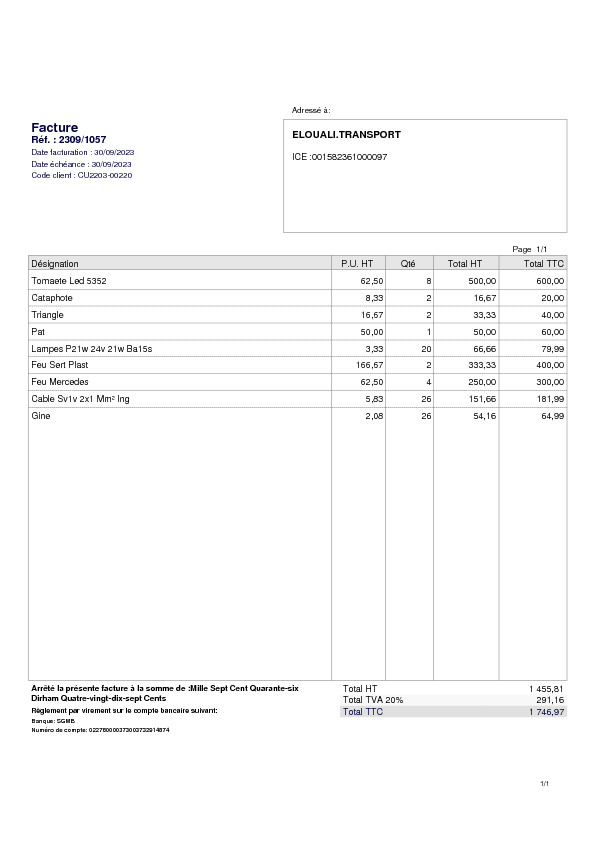 Adressé à:
Facture
Réf. : 2309/1057
Date facturation : 30/09/2023
Date échéance : 30/09/2023
Code client : CU2203-00220
ELOUALI.TRANSPORT
ICE :001582361000097
Page 1/1
Désignation P.U. HT Qté Total HT Total TTC
Tomaete Led 5352 62,50 8 500,00 600,00
Cataphote 8,33 2 16,67 20,00
Triangle 16,67 2 33,33 40,00
Pat 50,00 1 50,00 60,00
Lampes P21w 24v 21w Ba15s 3,33 20 66,66 79,99
Feu Sert Plast 166,67 2 333,33 400,00
Feu Mercedes 62,50 4 250,00 300,00
Cable Sv1v 2x1 Mm² Ing 5,83 26 151,66 181,99
Gine 2,08 26 54,16 64,99
Arrêté la présente facture à la somme de :Mille Sept Cent Quarante-six
Dirham Quatre-vingt-dix-sept Cents
Règlement par virement sur le compte bancaire suivant:
Banque: SGMB
Numéro de compte: 022780000373003732914874
Total HT 1 455,81
Total TVA 20% 291,16
Total TTC 1 746,97
1/1